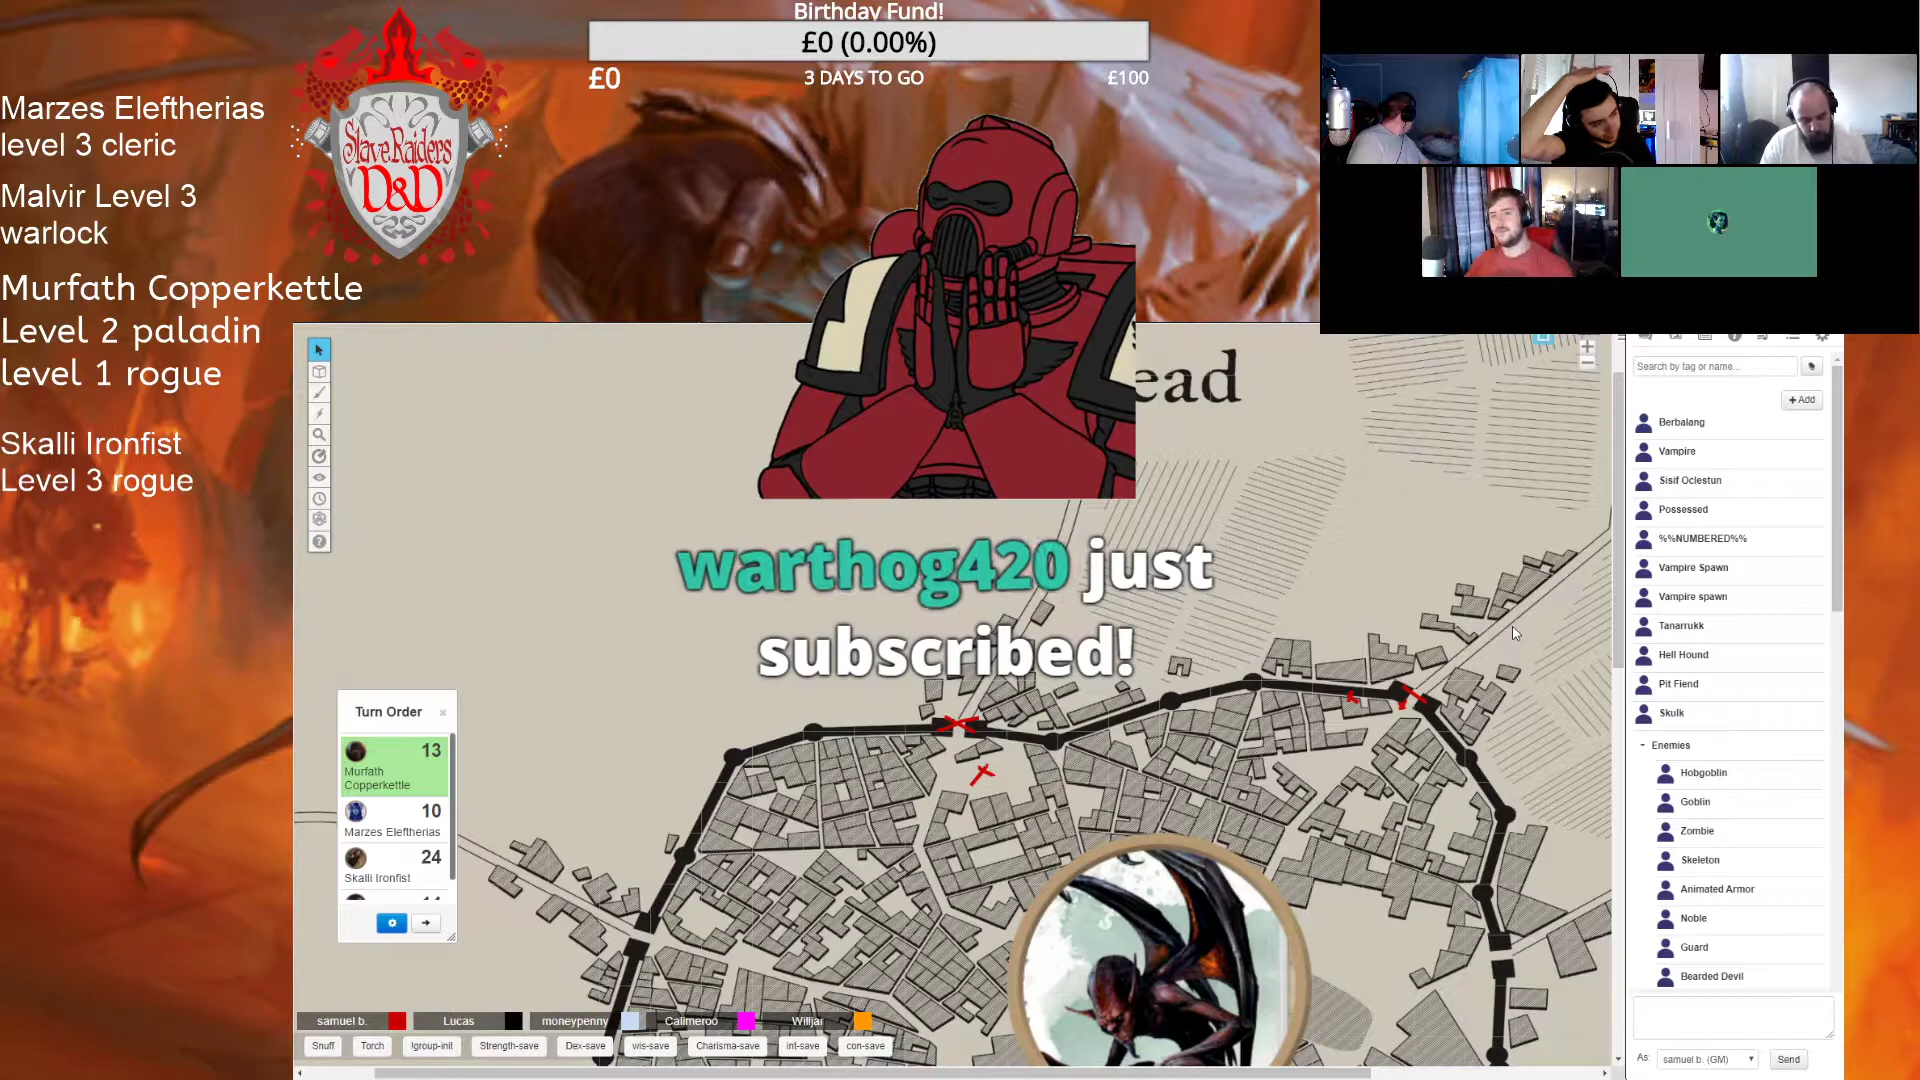 Birthday Fund!
£0 (0.00%)
£0
3 DAYS TO GO
£100
Marzes Eleftherias
level 3 cleric
Malvir Level 3
warlock
Murfath Copperkettle
Level 2 paladin
level 1 rogue
Skalli Ironfist
Level 3 rogue
Slave Raiders
D&D
ead
warthog420 just
subscribed!
Turn Order
13
Murfath
Copperkettle
10
Marzes Eleftherias
24
Skalli Ironfist
samuel b.
Lucas
moneypenny
Calimeroo
Willjar
Snuff
Torch
!group-init
Strength-save
Dex-save
wis-save
Charisma-save
int-save
con-save
Search by tag or name...
+ Add
Berbalang
Vampire
Sisif Oclestun
Possessed
%%NUMBERED%%
Vampire Spawn
Vampire spawn
Tanarrukk
Hell Hound
Pit Fiend
Skulk
- Enemies
Hobgoblin
Goblin
Zombie
Skeleton
Animated Armor
Noble
Guard
Bearded Devil
As:
samuel b. (GM)
Send